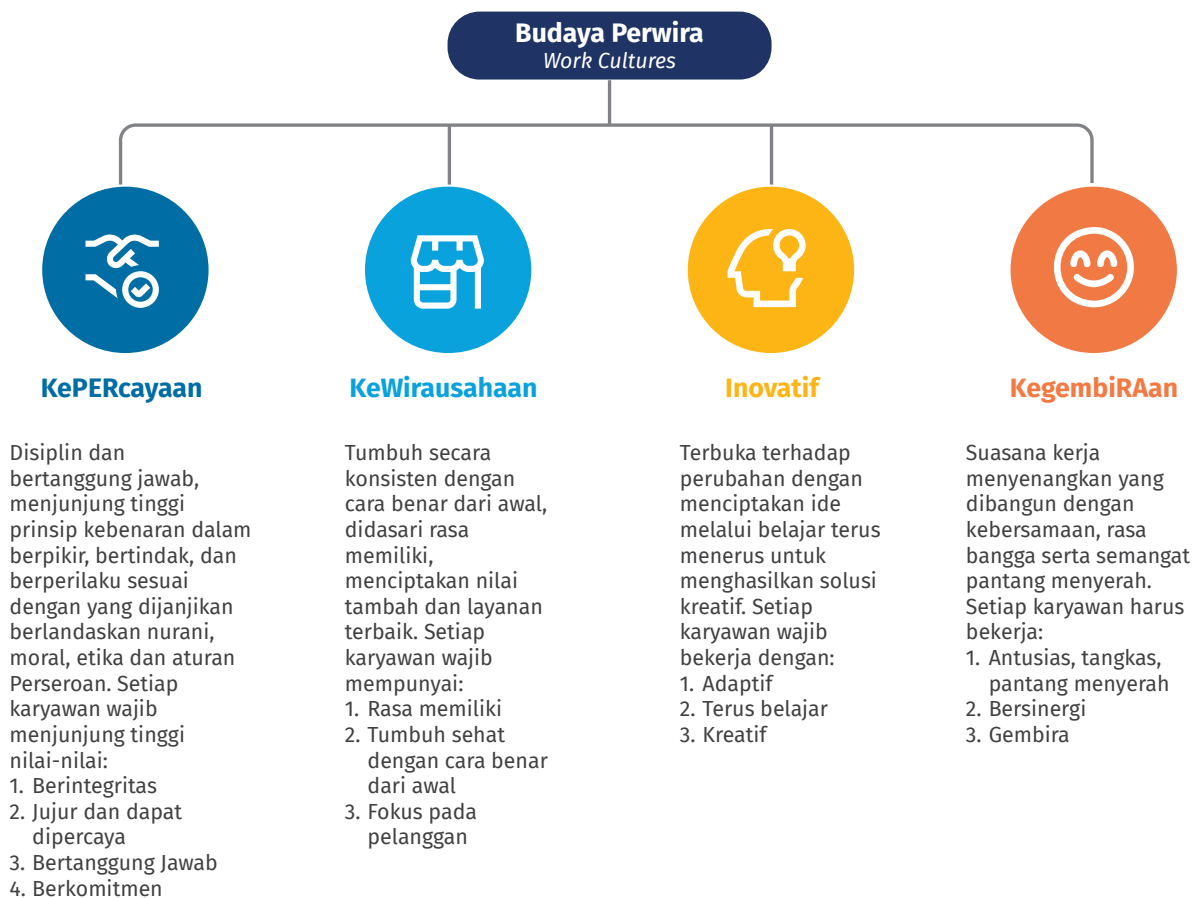 Budaya Perwira
Work Cultures
KePERcayaan
Disiplin dan
bertanggung jawab,
menjunjung tinggi
prinsip kebenaran dalam
berpikir, bertindak, dan
berperilaku sesuai
dengan yang dijanjikan
berlandaskan nurani,
moral, etika dan aturan
Perseroan. Setiap
karyawan wajib
menjunjung tinggi
nilai-nilai:
1. Berintegritas
2. Jujur dan dapat
dipercaya
3. Bertanggung Jawab
4. Berkomitmen
KeWirausahaan
Tumbuh secara
konsisten dengan
cara benar dari awal,
didasari rasa
memiliki,
menciptakan nilai
tambah dan layanan
terbaik. Setiap
karyawan wajib
mempunyai:
1. Rasa memiliki
2. Tumbuh sehat
dengan cara benar
dari awal
3. Fokus pada
pelanggan
Inovatif
Terbuka terhadap
perubahan dengan
menciptakan ide
melalui belajar terus
menerus untuk
menghasilkan solusi
kreatif. Setiap
karyawan wajib
bekerja dengan:
1. Adaptif
2. Terus belajar
3. Kreatif
KegembiRAan
Suasana kerja
menyenangkan yang
dibangun dengan
kebersamaan, rasa
bangga serta semangat
pantang menyerah.
Setiap karyawan harus
bekerja:
1. Antusias, tangkas,
pantang menyerah
2. Bersinergi
3. Gembira